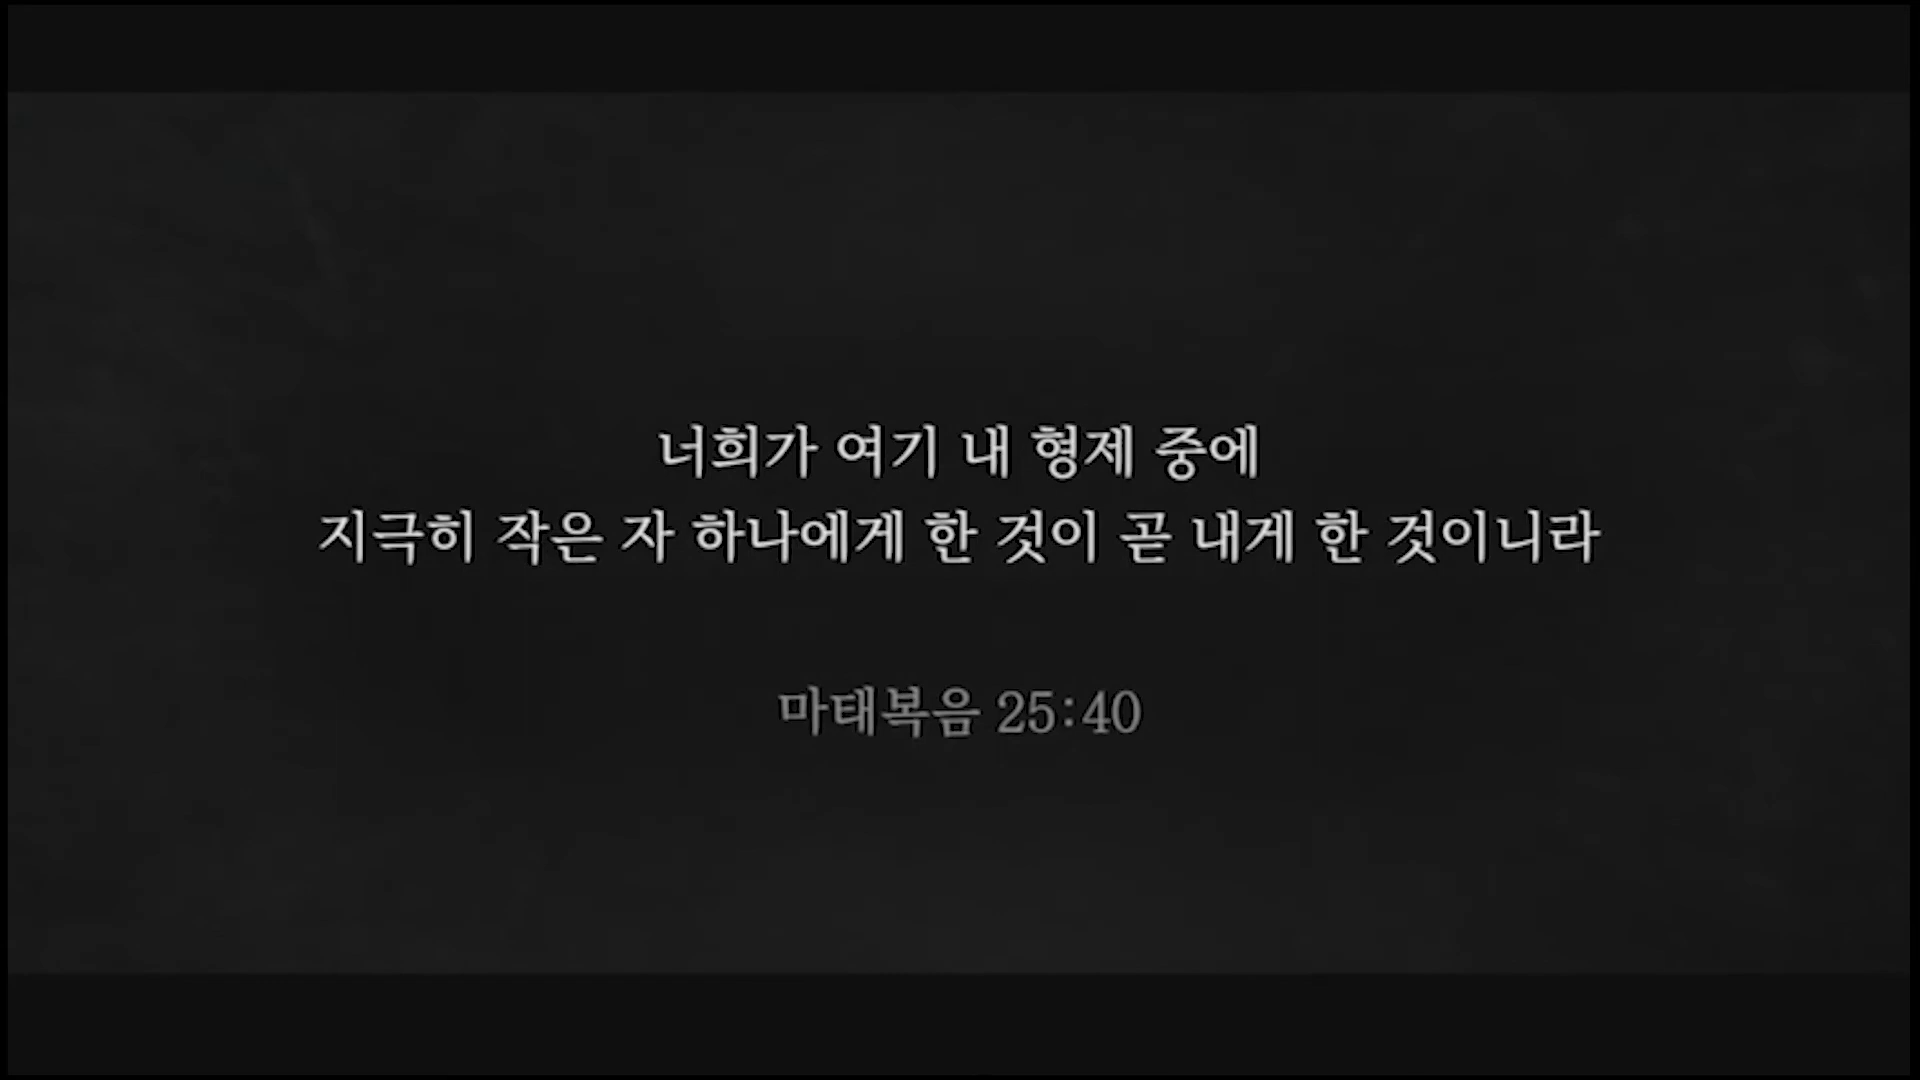 너희가 여기 내 형제 중에
지극히 작은 자 하나에게 한 것이 곧 내게 한 것이니라
마태복음 25:40